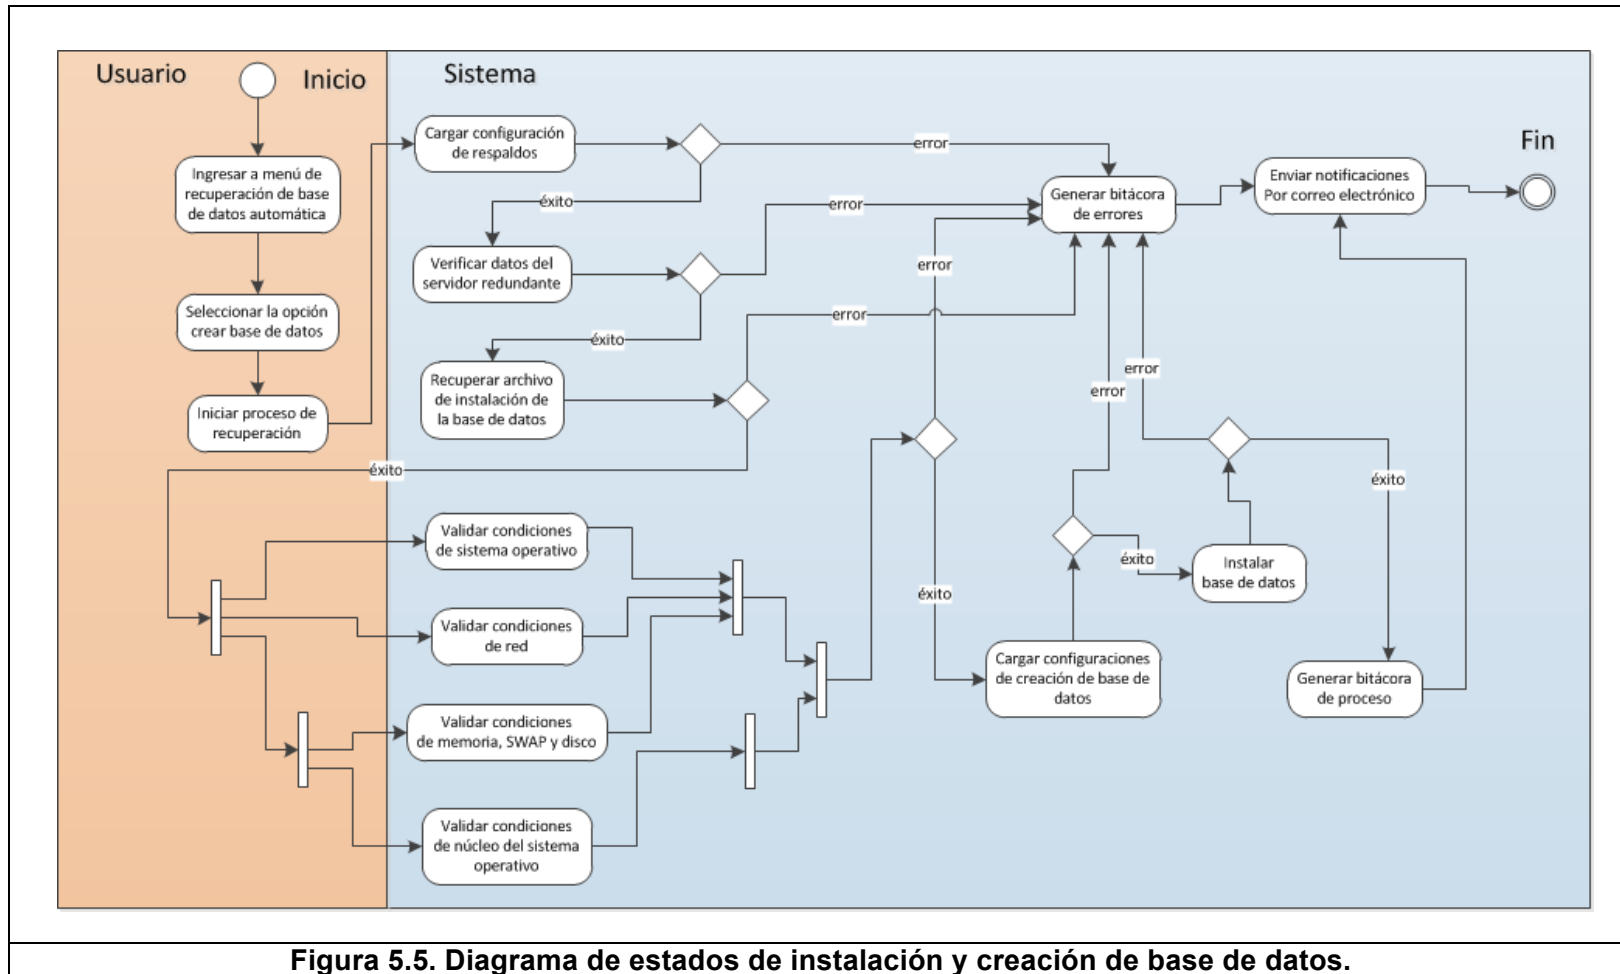 Usuario
Inicio
Sistema
Fin
Ingresar a menú de
recuperación de base
de datos automática
Seleccionar la opción
crear base de datos
Iniciar proceso de
recuperación
Cargar configuración
de respaldos
error
éxito
Verificar datos del
servidor redundante
error
éxito
Recuperar archivo
de instalación de
la base de datos
error
éxito
Validar condiciones
de sistema operativo
Validar condiciones
de red
Validar condiciones
de memoria, SWAP y disco
Validar condiciones
de núcleo del sistema
operativo
error
éxito
Cargar configuraciones
de creación de base de
datos
error
éxito
Instalar
base de datos
error
éxito
Generar bitácora
de proceso
Generar bitácora
de errores
Enviar notificaciones
Por correo electrónico
Figura 5.5. Diagrama de estados de instalación y creación de base de datos.